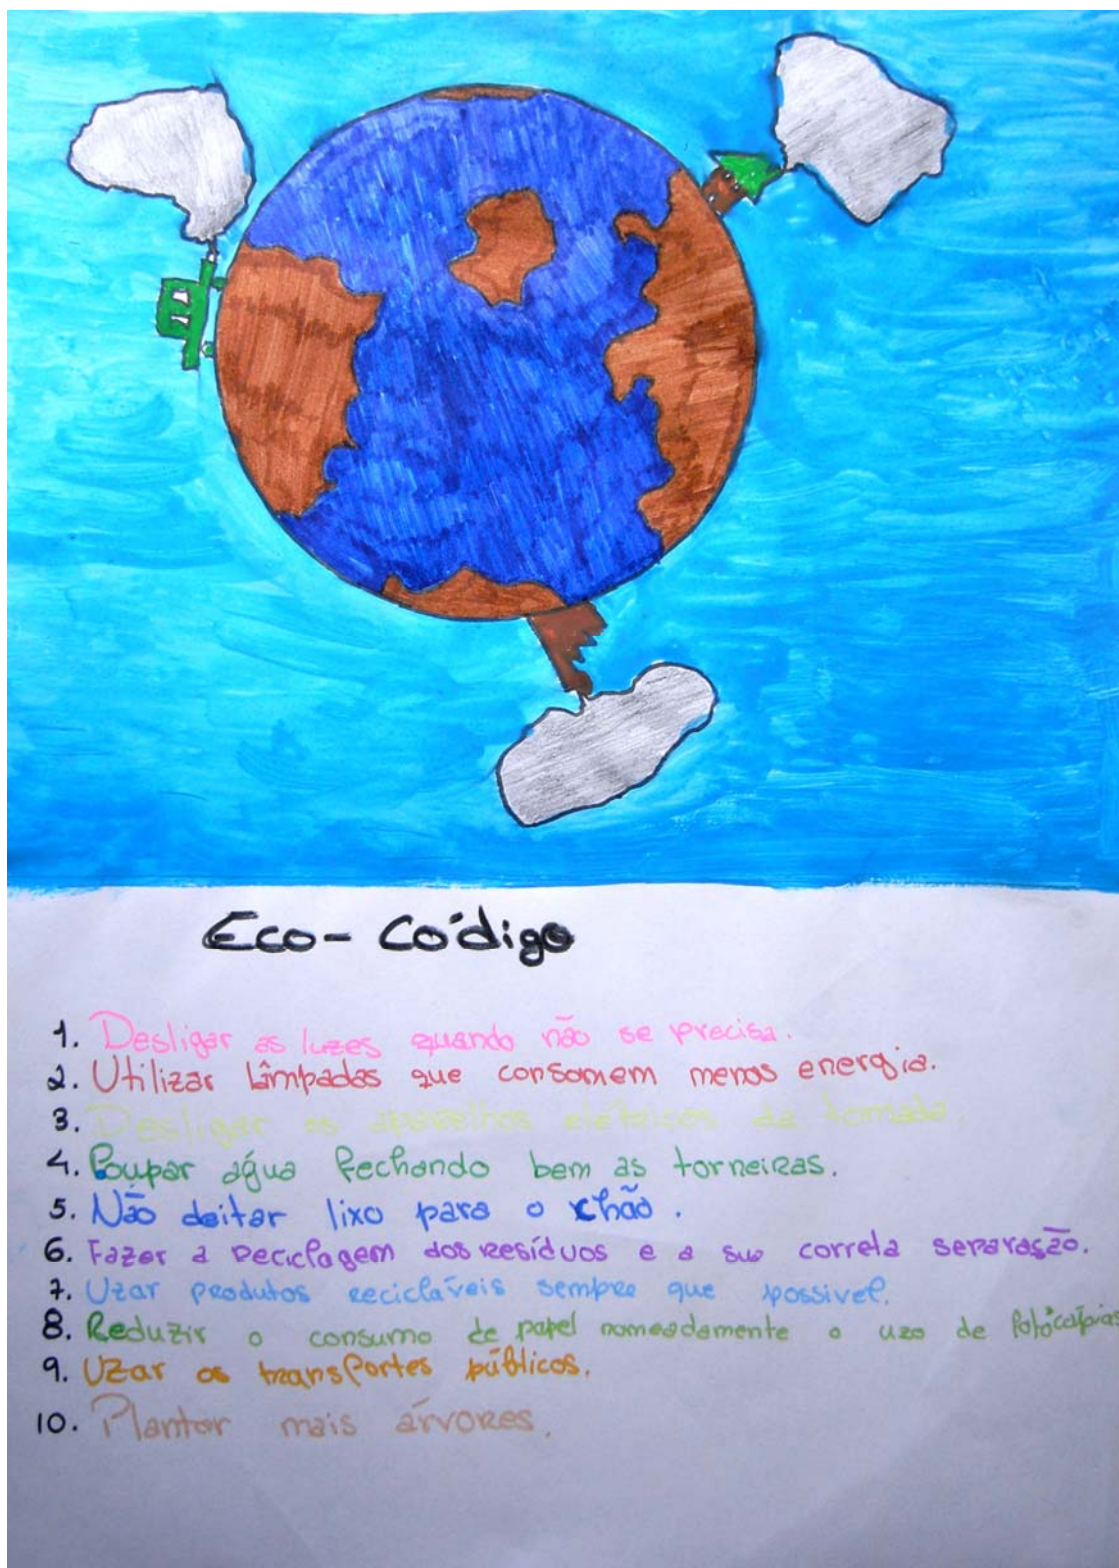 Eco-Código
1. Desligar as luzes quando não se precisa.
2. Utilizar lâmpadas que consomem menos energia.
3. Desligar os aparelhos elétricos da tomada.
4. Poupar água fechando bem as torneiras.
5. Não deitar lixo para o chão.
6. Fazer a reciclagem dos resíduos e a sua correta separação.
7. Uzar produtos recicláveis sempre que possivel.
8. Reduzir o consumo de papel nomeadamente o uzo de fotócópias
9. Uzar os transportes públicos.
10. Plantar mais árvores.